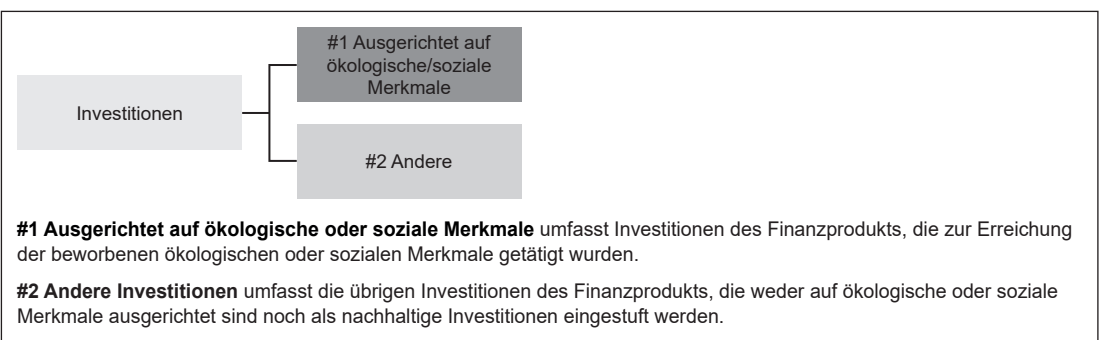 #1 Ausgerichtet auf
ökologische/soziale
Merkmale
Investitionen
#2 Andere
#1 Ausgerichtet auf ökologische oder soziale Merkmale umfasst Investitionen des Finanzprodukts, die zur Erreichung
der beworbenen ökologischen oder sozialen Merkmale getätigt wurden.
#2 Andere Investitionen umfasst die übrigen Investitionen des Finanzprodukts, die weder auf ökologische oder soziale
Merkmale ausgerichtet sind noch als nachhaltige Investitionen eingestuft werden.